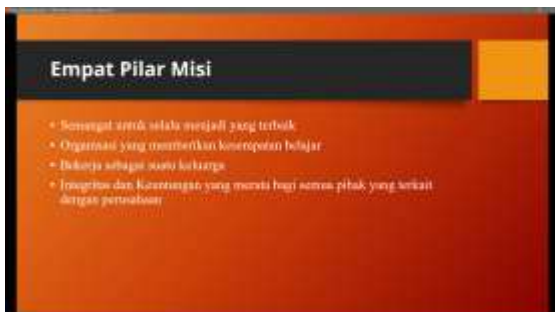 Empat Pilar Misi
• Semangat untuk selalu menjadi yang terbaik
• Organisasi yang memberikan kesempatan belajar
• Bekerja sebagai suatu keluarga
• Integritas dan Keuntungan yang merata bagi semua pihak yang terkait
dengan perusahaan